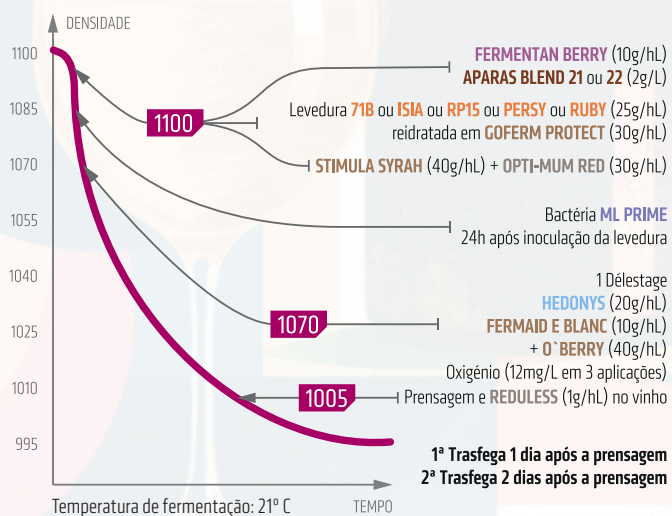 DENSIDADE
1100
1085
1070
1055
1040
1025
1010
995
1100
FERMENTAN BERRY (10g/hL)
APARAS BLEND 21 ou 22 (2g/L)
Levedura 71B ou ISIA ou RP15 ou PERSY ou RUBY (25g/hL)
reidratada em GOFERM PROTECT (30g/hL)
STIMULA SYRAH (40g/hL) + OPTI-MUM RED (30g/hL)
Bactéria ML PRIME
24h após inoculação da levedura
1070
1 Délestage
HEDONYS (20g/hL)
FERMAID E BLANC (10g/hL)
+ O`BERRY (40g/hL)
Oxigénio (12mg/L em 3 aplicações)
1005
Prensagem e REDULESS (1g/hL) no vinho
1ª Trasfega 1 dia após a prensagem
2ª Trasfega 2 dias após a prensagem
Temperatura de fermentação: 21º C
TEMPO